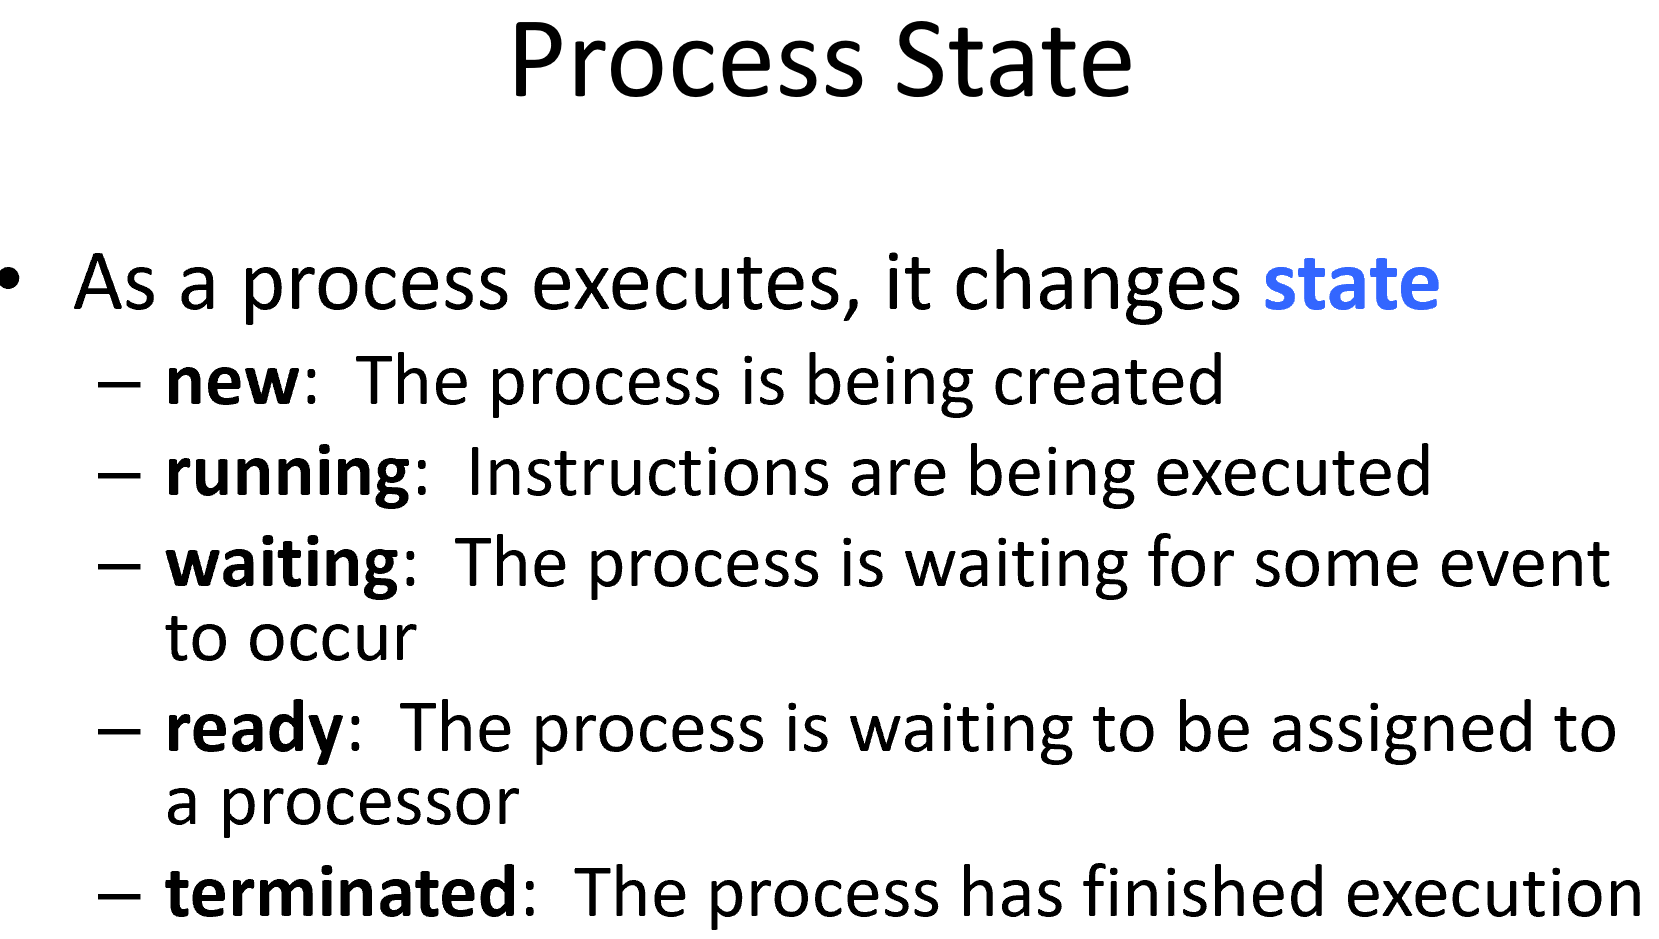 Process State
• As a process executes, it changes state
– new:  The process is being created
– running:  Instructions are being executed
– waiting:  The process is waiting for some event
to occur
– ready:  The process is waiting to be assigned to
a processor
– terminated:  The process has finished execution